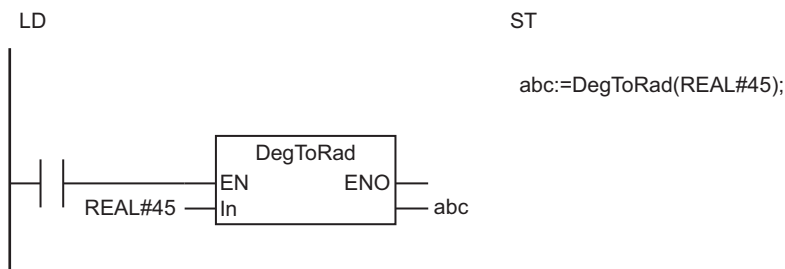 LD
ST
abc:=DegToRad(REAL#45);
DegToRad
EN ENO
REAL#45 In abc